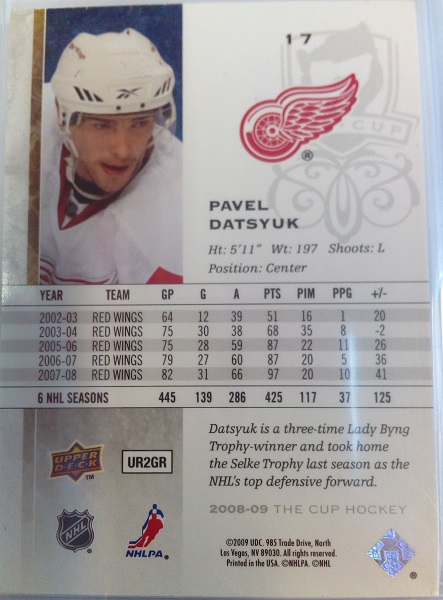 17
CUP
®
PAVEL
DATSYUK
Ht: 5'11" Wt: 197 Shoots: L
Position: Center
YEAR TEAM GP G A PTS PIM PPG +/-
2002-03 RED WINGS 64 12 39 51 16 1 20
2003-04 RED WINGS 75 30 38 68 35 8 -2
2005-06 RED WINGS 75 28 59 87 22 11 26
2006-07 RED WINGS 79 27 60 87 20 5 36
2007-08 RED WINGS 82 31 66 97 20 10 41
6 NHL SEASONS 445 139 286 425 117 37 125
Datsyuk is a three-time Lady Byng
Trophy-winner and took home
the Selke Trophy last season as the
NHL's top defensive forward.
UPPER
DECK
TM
UR2GR
2008-09 THE CUP HOCKEY
NHL
NHLPA.
©2009 UDC. 985 Trade Drive, North
Las Vegas, NV 89030. All rights reserved.
Printed in the USA. ©NHLPA. ©NHL
®